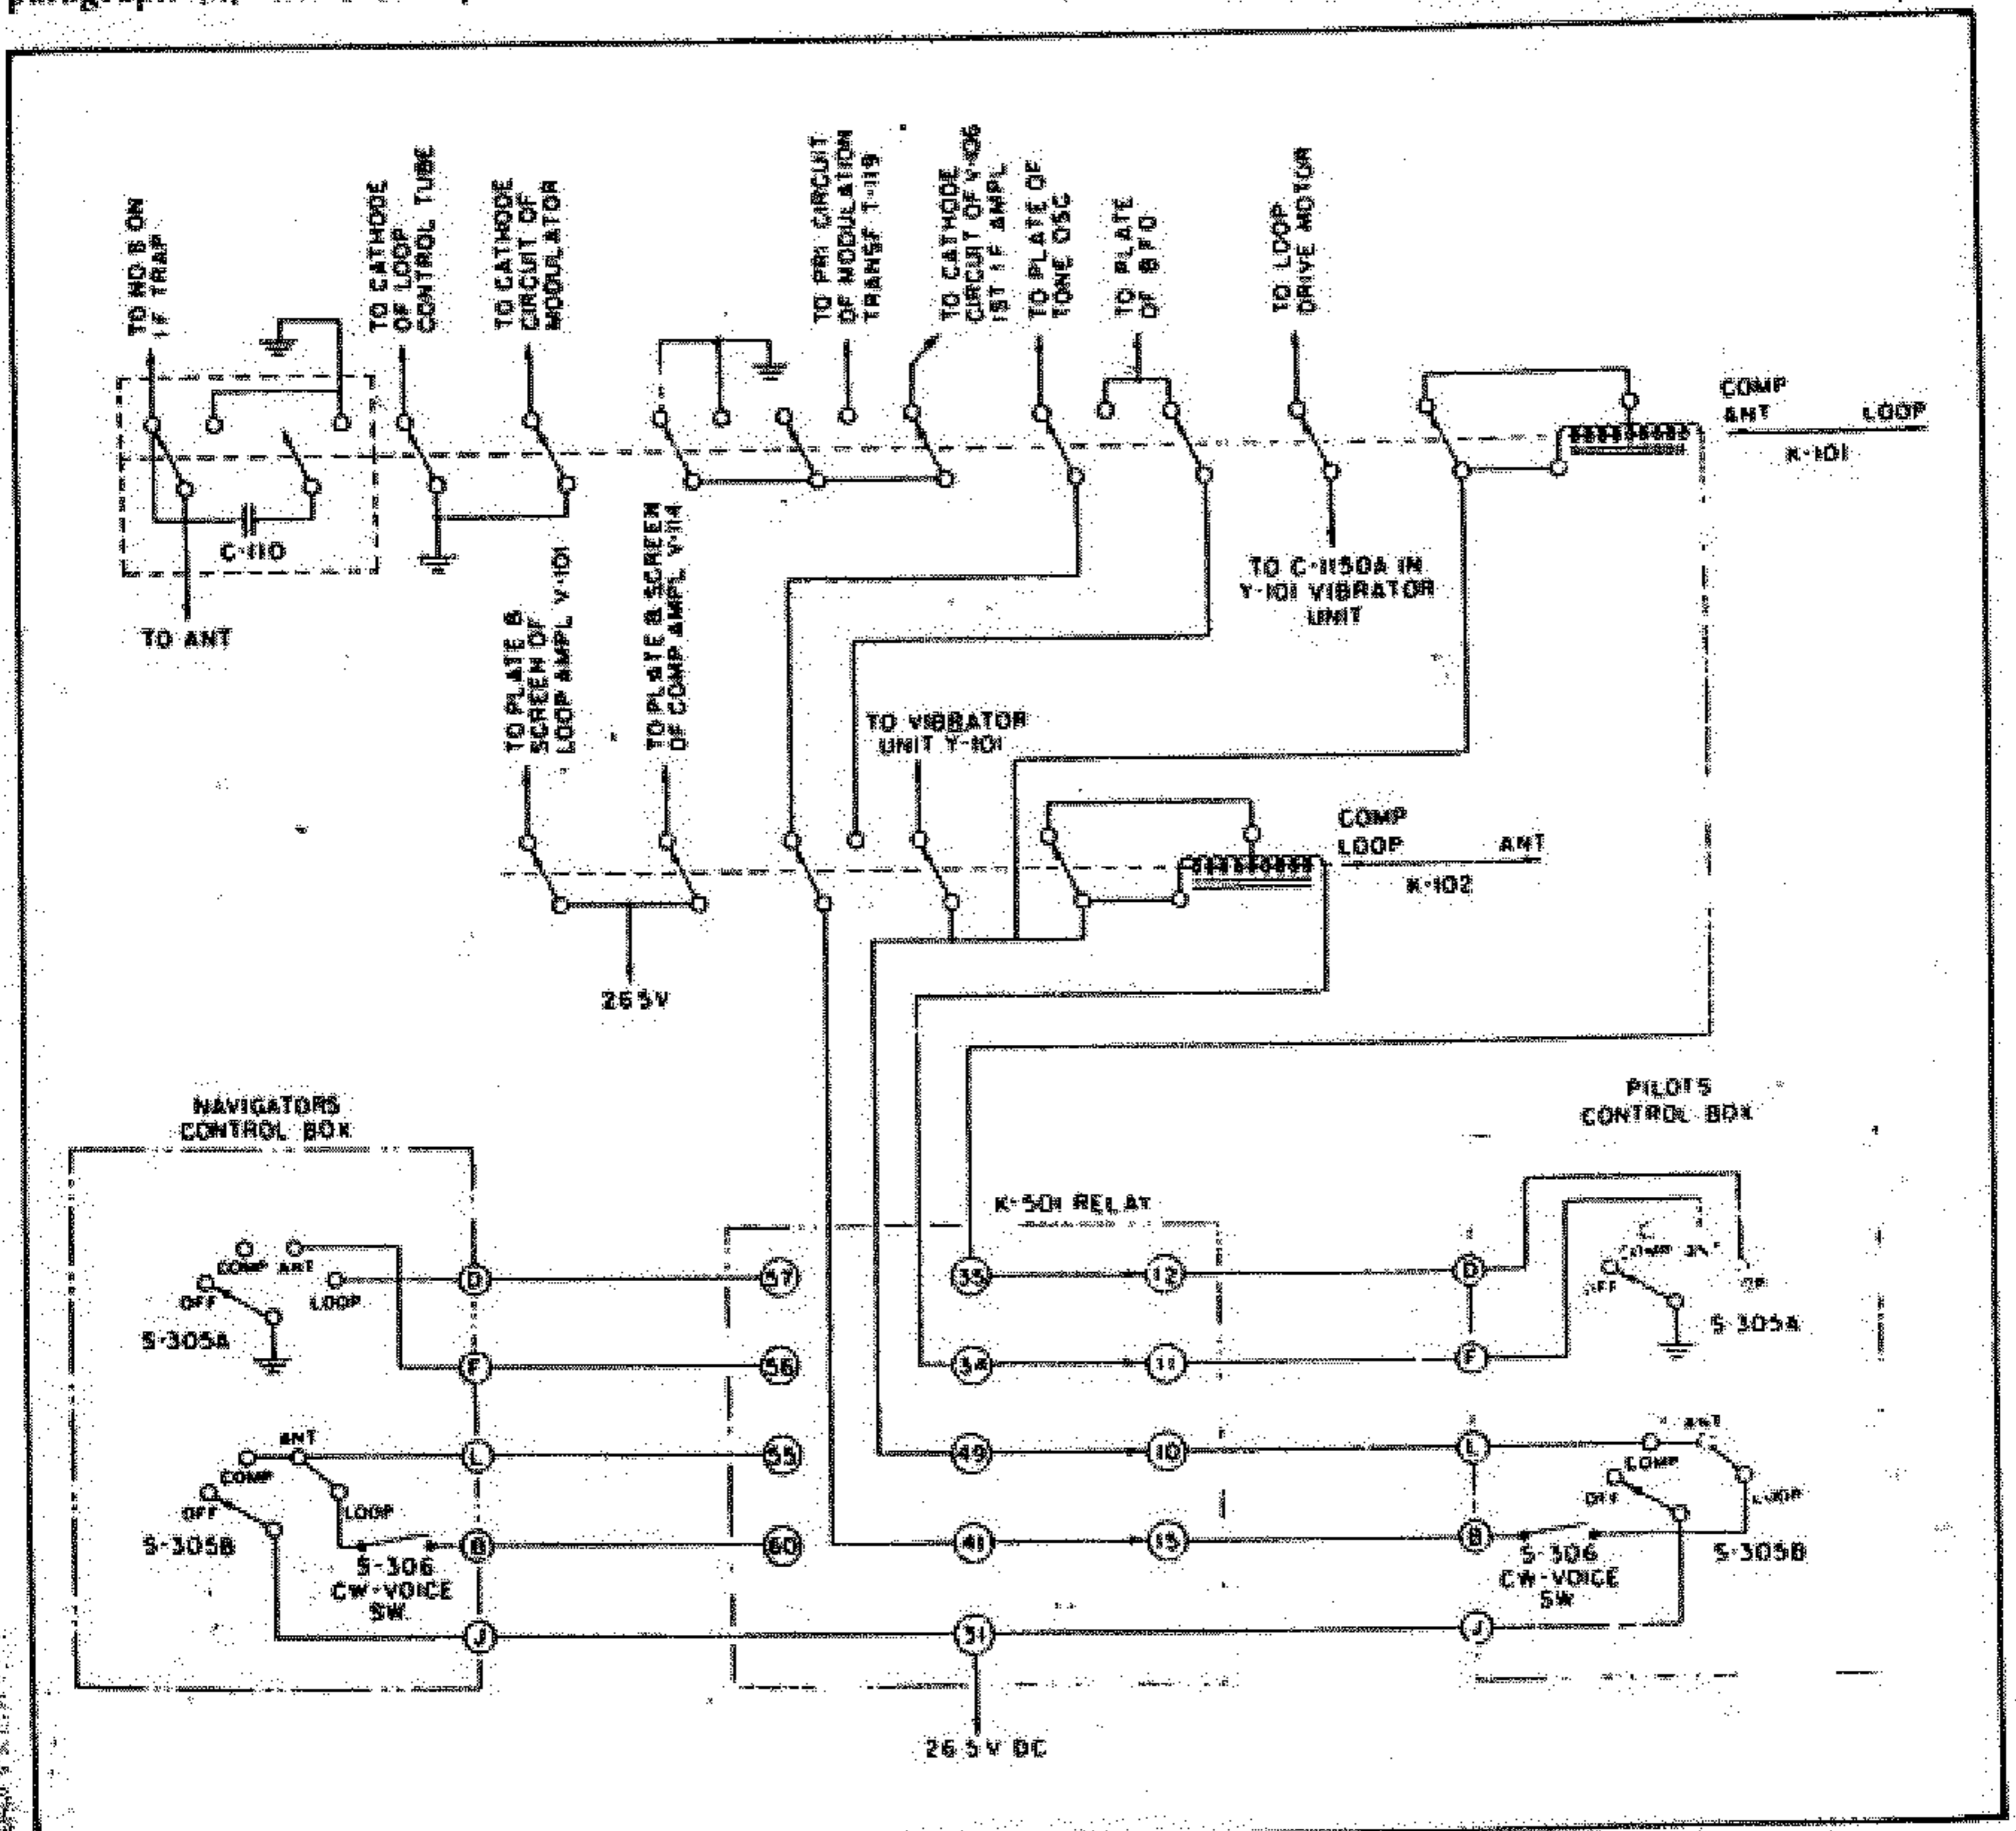 TO NO 8 ON
IF TRAP
TO CATHODE
OF LOOP
CONTROL TUBE
TO CATHODE
CIRCUIT OF
MODULATOR
TO PRI CIRCUIT
OF MODULATION
TRANSF T-119
TO CATHODE
CIRCUIT OF V-106
1ST IF AMPL
TO PLATE OF
TONE OSC
TO PLATE
OF BFO
TO LOOP
DRIVE MOTOR
COMP
ANT LOOP
K-101
C-110
TO ANT
TO C-1150A IN
Y-101 VIBRATOR
UNIT
TO PLATE &
SCREEN OF
LOOP AMPL V-101
TO PLATE & SCREEN
OF COMP AMPL V-114
TO VIBRATOR
UNIT Y-101
COMP
LOOP ANT
K-102
265V
NAVIGATORS
CONTROL BOX
PILOTS
CONTROL BOX
K-501 RELAY
COMP ANT
OFF LOOP
S-305A
D 57 35 12 D
COMP
OFF
S-305A
F 56 34 11 F
ANT
COMP
OFF LOOP
S-305B
L 55 49 10 L
ANT
COMP
OFF LOOP
S-305B
B 60 41 15 B
S-306
CW-VOICE
SW
S-306
CW-VOICE
SW
J 31 J
26 5 V DC